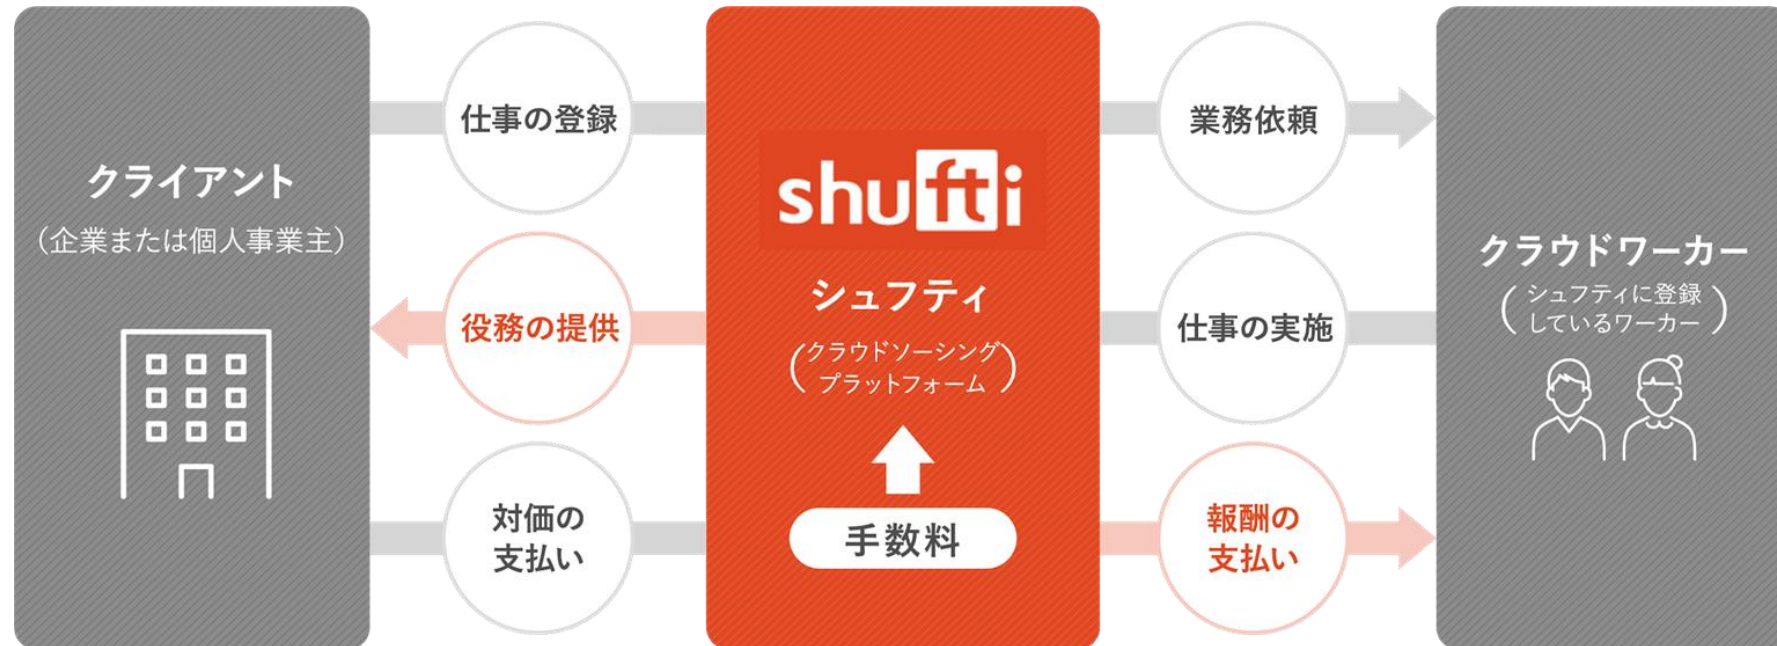 クライアント
（企業または個人事業主）
仕事の登録
役務の提供
対価の
支払い
shufti
シュフティ
（クラウドソーシング
プラットフォーム）
手数料
業務依頼
仕事の実施
報酬の
支払い
クラウドワーカー
（シュフティに登録
しているワーカー）